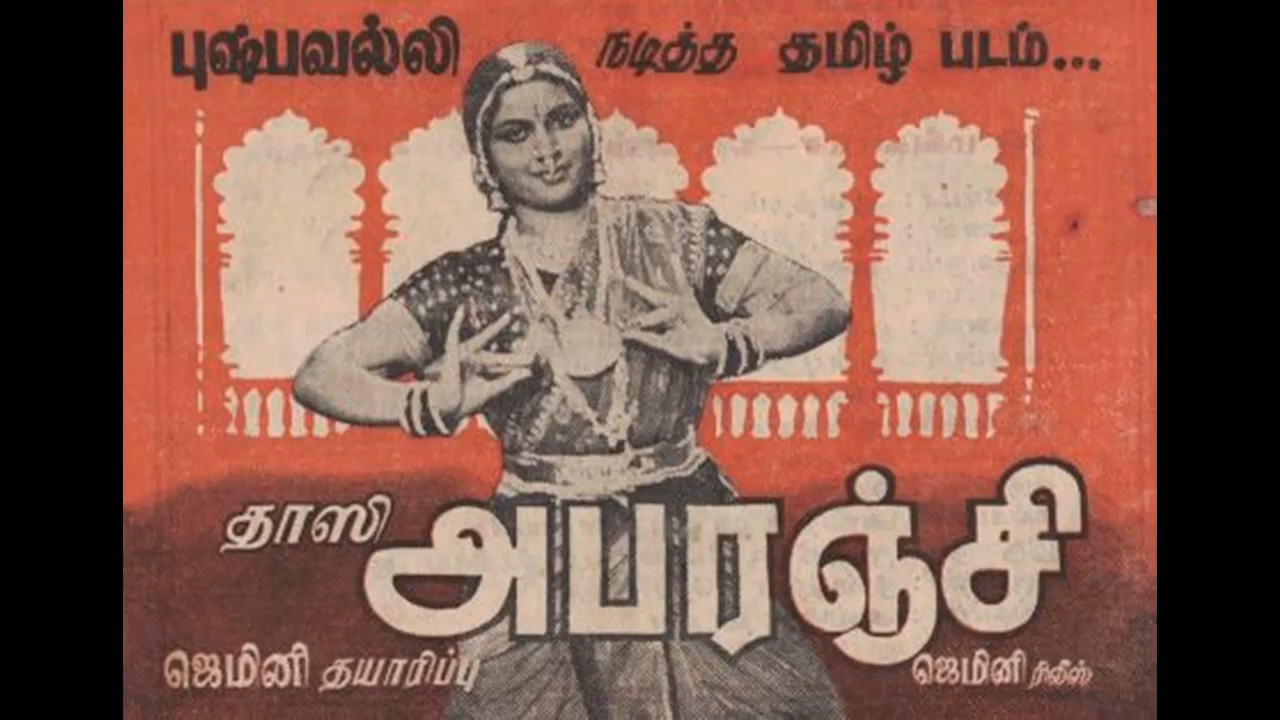 புஷ்பவல்லி நடித்த தமிழ் படம்...
தாஸி அபரஞ்சி
ஜெமினி தயாரிப்பு ஜெமினி ரிலீஸ்